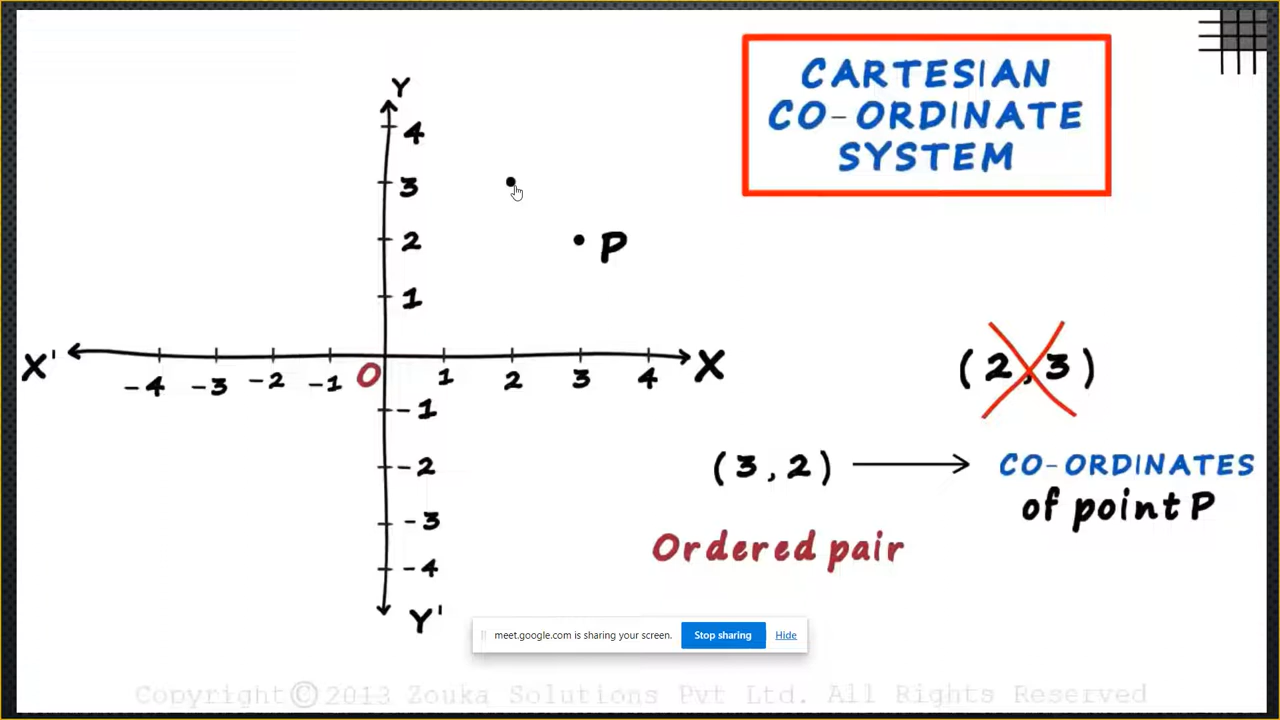 CARTESIAN
CO-ORDINATE
SYSTEM
Y
4
3
2
P
1
X'
-4 -3 -2 -1 O 1 2 3 4
X
(2,3)
-1
-2
(3,2)
CO-ORDINATES
of point P
-3
Ordered pair
-4
Y'
meet.google.com is sharing your screen.
Stop sharing
Hide
Copyright © 2013 Zouka Solutions Pvt Ltd. All Rights Reserved